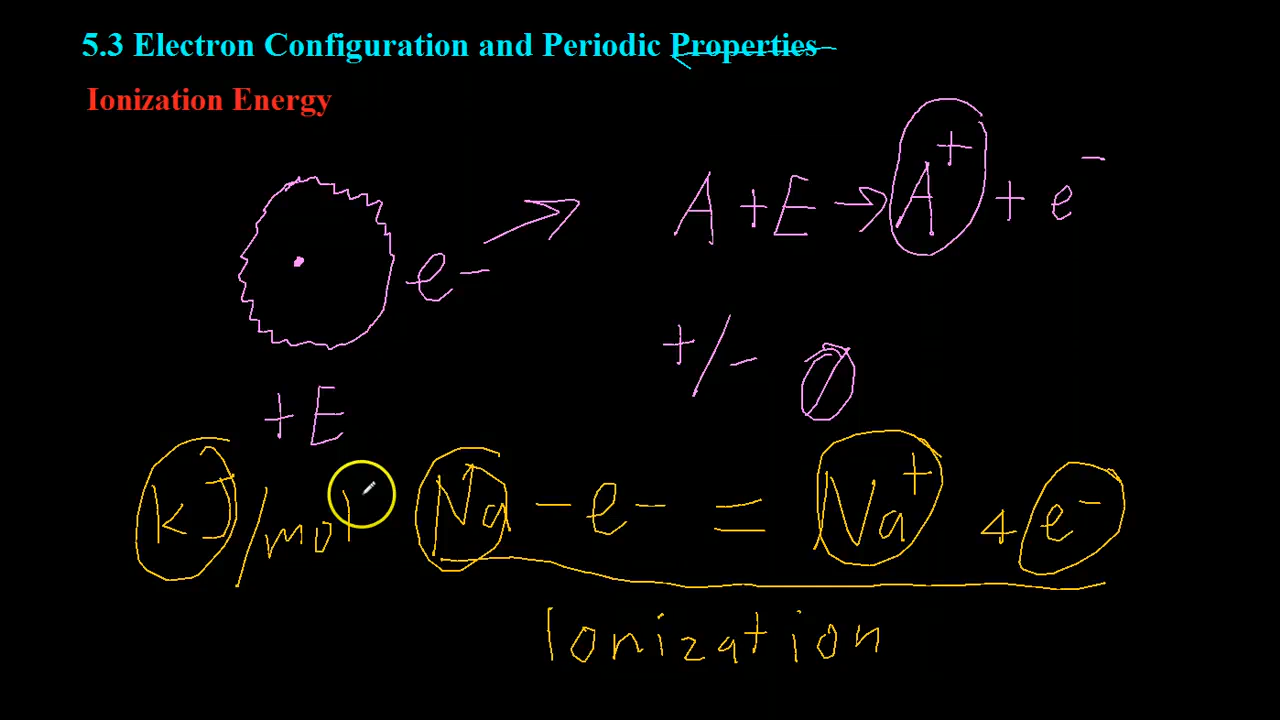 5.3 Electron Configuration and Periodic Properties
Ionization Energy
A + E → A⁺ + e⁻
e⁻
+/- Ø
+ E
kJ/mol
Na - e⁻ = Na⁺ + e⁻
Ionization